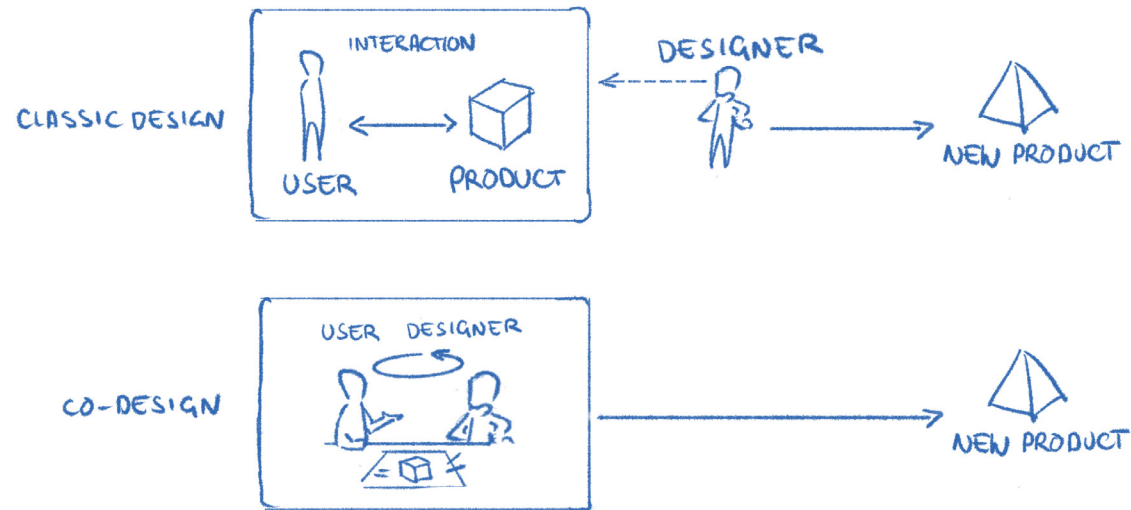 INTERACTION
DESIGNER
CLASSIC DESIGN
USER
PRODUCT
NEW PRODUCT
USER DESIGNER
CO-DESIGN
NEW PRODUCT